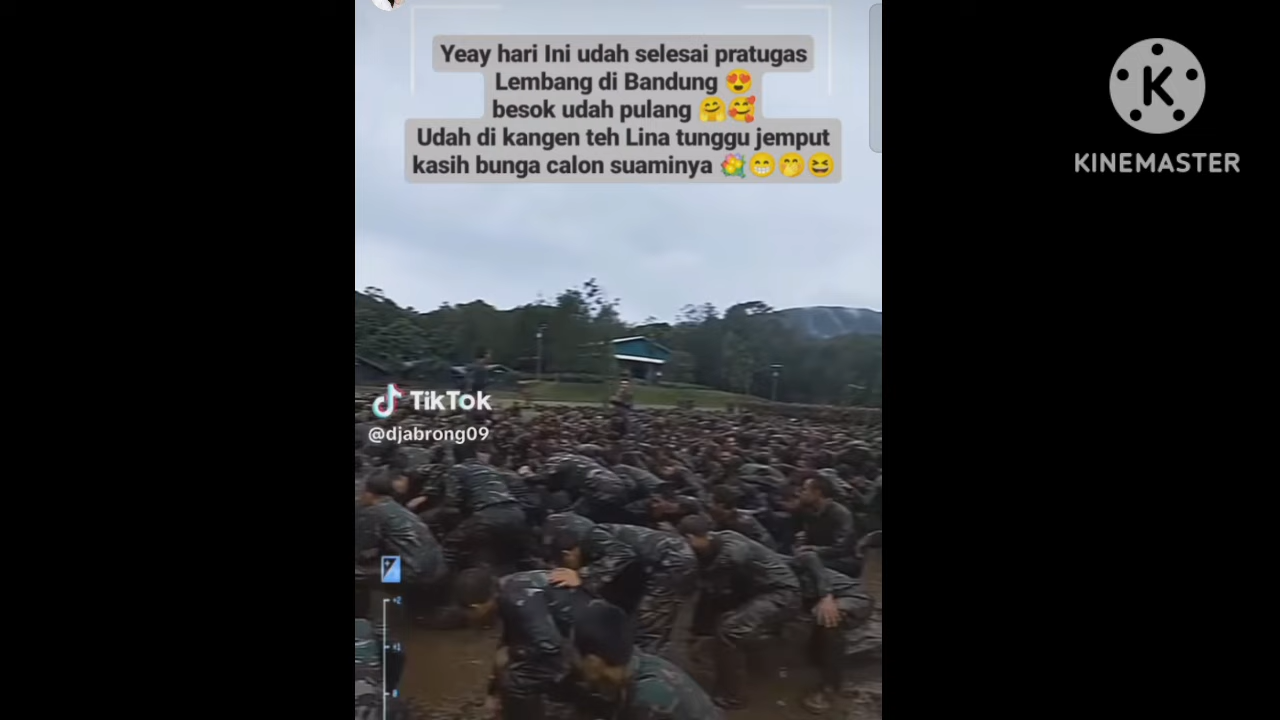 Yeay hari Ini udah selesai pratugas
Lembang di Bandung 😍
besok udah pulang 🤗🥰
Udah di kangen teh Lina tunggu jemput
kasih bunga calon suaminya 💐😁🤭😆
K
KINEMASTER
TikTok
@djabrong09